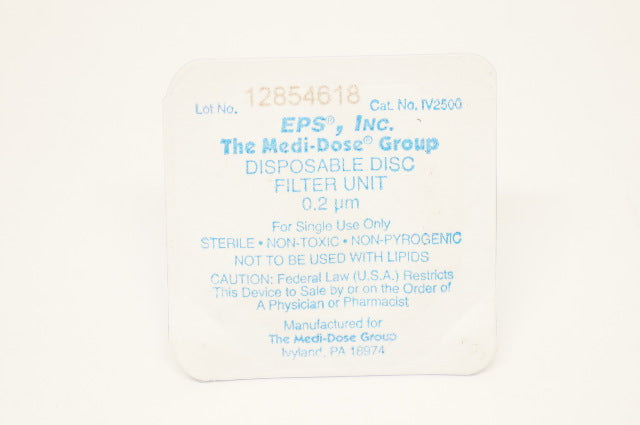 Lot No. 12854618 Cat. No. IV2500
EPS®, INC.
The Medi-Dose® Group
DISPOSABLE DISC
FILTER UNIT
0.2 µm
For Single Use Only
STERILE • NON-TOXIC • NON-PYROGENIC
NOT TO BE USED WITH LIPIDS
CAUTION: Federal Law (U.S.A.) Restricts
This Device to Sale by or on the Order of
A Physician or Pharmacist
Manufactured for
The Medi-Dose Group
Ivyland, PA 18974